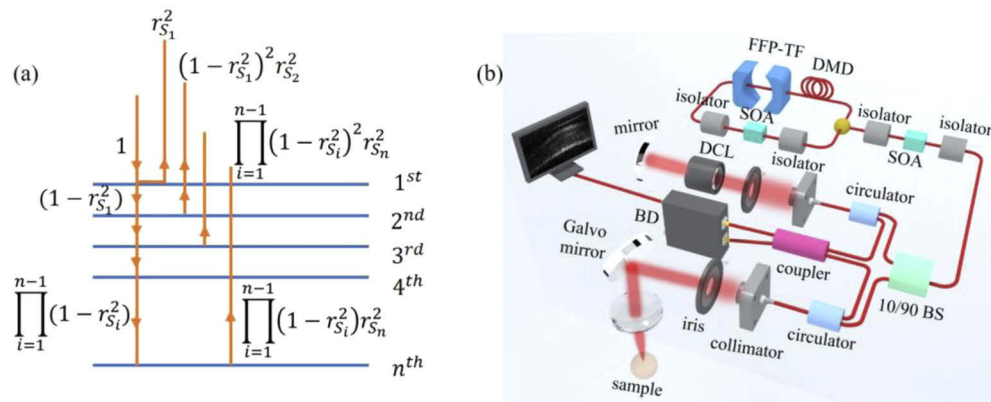 (a)
r_{S_1}^2
(1 − r_{S_1}^2)^2 r_{S_2}^2
\prod_{i=1}^{n-1} (1 − r_{S_i}^2)^2 r_{S_n}^2
1
1^{st}
(1 − r_{S_1}^2)
2^{nd}
3^{rd}
4^{th}
\prod_{i=1}^{n-1} (1 − r_{S_i}^2)
\prod_{i=1}^{n-1} (1 − r_{S_i}^2) r_{S_n}^2
n^{th}
(b)
FFP-TF
DMD
isolator
SOA
isolator
isolator
isolator
SOA
mirror
DCL
circulator
BD
Galvo
mirror
coupler
10/90 BS
iris
collimator
circulator
sample